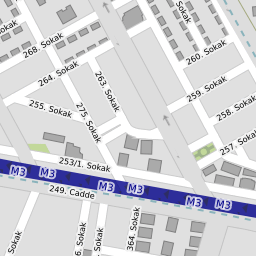 268. Sokak
Sokak
Sokak
260. Sokak
264. Sokak
263. Sokak
259. Sokak
255. Sokak
275. Sokak
258. Sokak
257. Sokak
253/1. Sokak
M3
M3
M3
M3
249. Cadde
M3
M3
Sokak
6. Sokak
364. Sokak